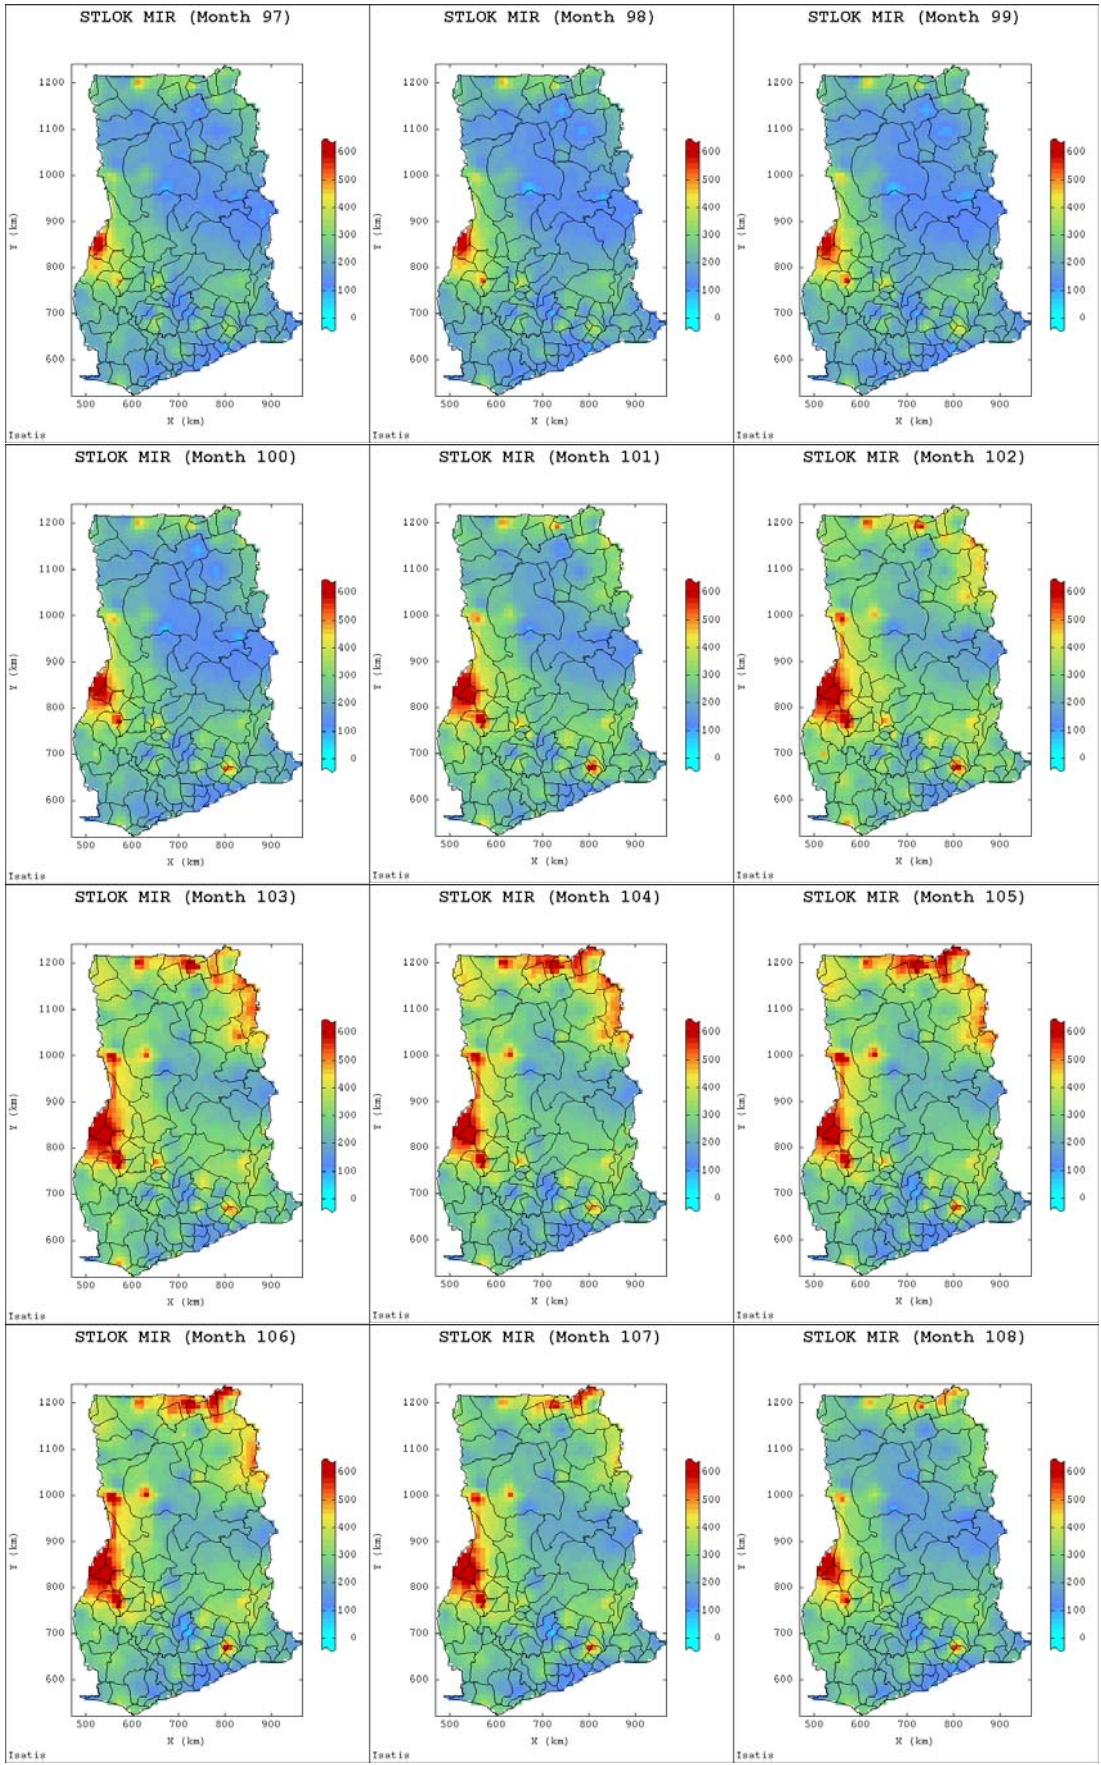 STLOK MIR (Month 97)
1200
1100
1000
900
800
700
600
Y (km)
500 600 700 800 900
X (km)
600
500
400
300
200
100
0
Isatis
STLOK MIR (Month 98)
1200
1100
1000
900
800
700
600
Y (km)
500 600 700 800 900
X (km)
600
500
400
300
200
100
0
Isatis
STLOK MIR (Month 99)
1200
1100
1000
900
800
700
600
Y (km)
500 600 700 800 900
X (km)
600
500
400
300
200
100
0
Isatis
STLOK MIR (Month 100)
1200
1100
1000
900
800
700
600
Y (km)
500 600 700 800 900
X (km)
600
500
400
300
200
100
0
Isatis
STLOK MIR (Month 101)
1200
1100
1000
900
800
700
600
Y (km)
500 600 700 800 900
X (km)
600
500
400
300
200
100
0
Isatis
STLOK MIR (Month 102)
1200
1100
1000
900
800
700
600
Y (km)
500 600 700 800 900
X (km)
600
500
400
300
200
100
0
Isatis
STLOK MIR (Month 103)
1200
1100
1000
900
800
700
600
Y (km)
500 600 700 800 900
X (km)
600
500
400
300
200
100
0
Isatis
STLOK MIR (Month 104)
1200
1100
1000
900
800
700
600
Y (km)
500 600 700 800 900
X (km)
600
500
400
300
200
100
0
Isatis
STLOK MIR (Month 105)
1200
1100
1000
900
800
700
600
Y (km)
500 600 700 800 900
X (km)
600
500
400
300
200
100
0
Isatis
STLOK MIR (Month 106)
1200
1100
1000
900
800
700
600
Y (km)
500 600 700 800 900
X (km)
600
500
400
300
200
100
0
Isatis
STLOK MIR (Month 107)
1200
1100
1000
900
800
700
600
Y (km)
500 600 700 800 900
X (km)
600
500
400
300
200
100
0
Isatis
STLOK MIR (Month 108)
1200
1100
1000
900
800
700
600
Y (km)
500 600 700 800 900
X (km)
600
500
400
300
200
100
0
Isatis